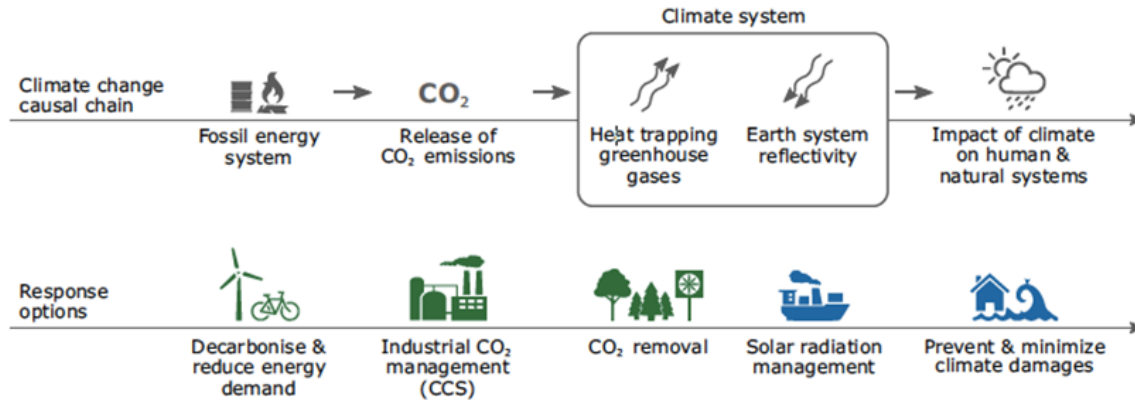 Climate system
Climate change
causal chain
CO₂
Fossil energy
system
Release of
CO₂ emissions
Heat trapping
greenhouse
gases
Earth system
reflectivity
Impact of climate
on human &
natural systems
Response
options
Decarbonise &
reduce energy
demand
Industrial CO₂
management
(CCS)
CO₂ removal
Solar radiation
management
Prevent & minimize
climate damages